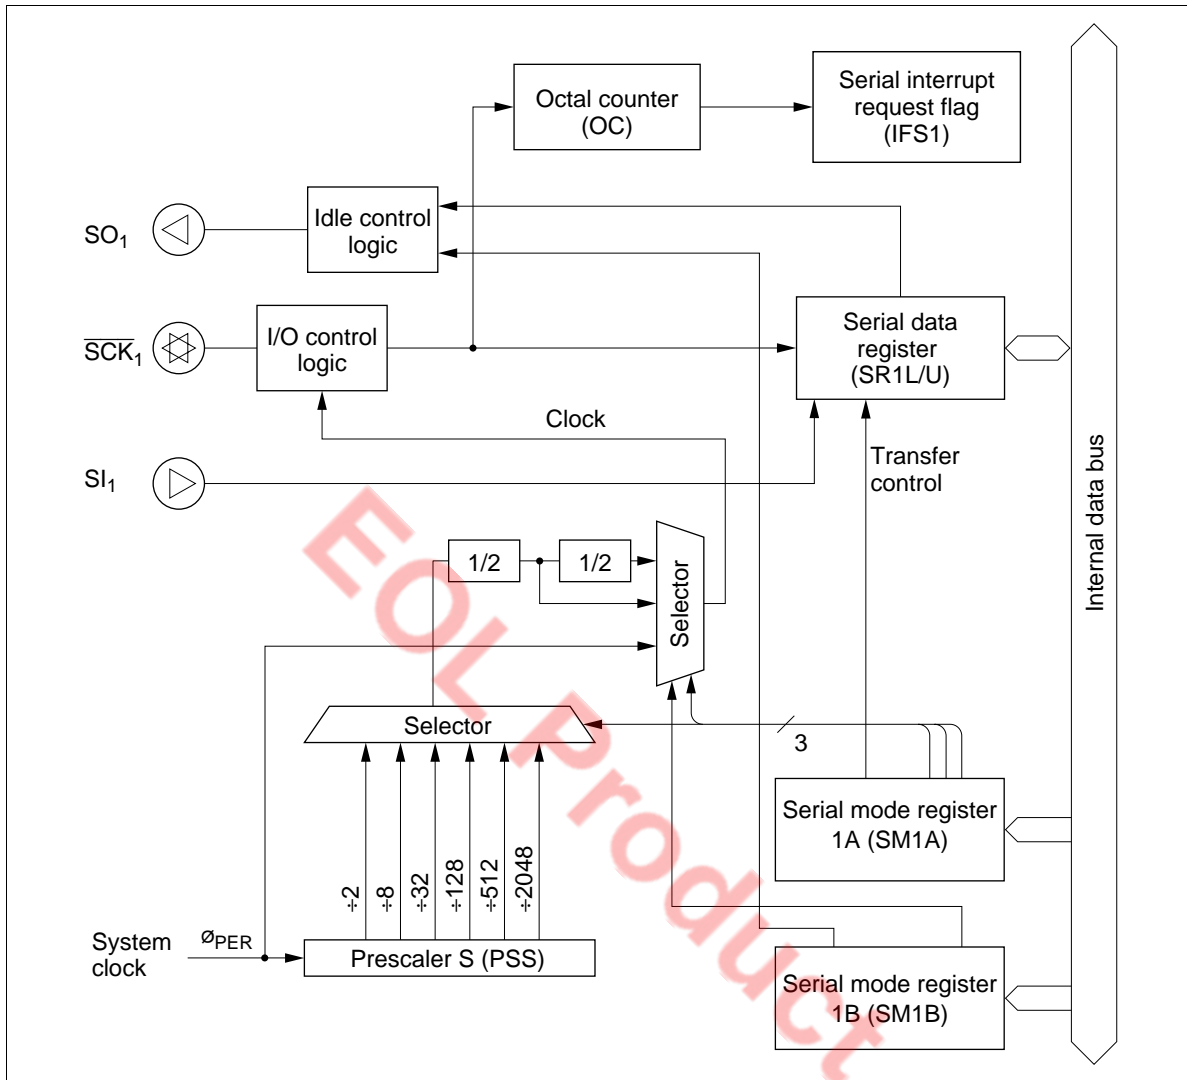 Octal counter
(OC)
Serial interrupt
request flag
(IFS1)
SO1
Idle control
logic
SCK1
I/O control
logic
Serial data
register
(SR1L/U)
Clock
SI1
Transfer
control
Internal data bus
1/2
1/2
Selector
Selector
3
÷2
÷8
÷32
÷128
÷512
÷2048
Serial mode register
1A (SM1A)
System
clock
øPER
Prescaler S (PSS)
Serial mode register
1B (SM1B)
EOL Product